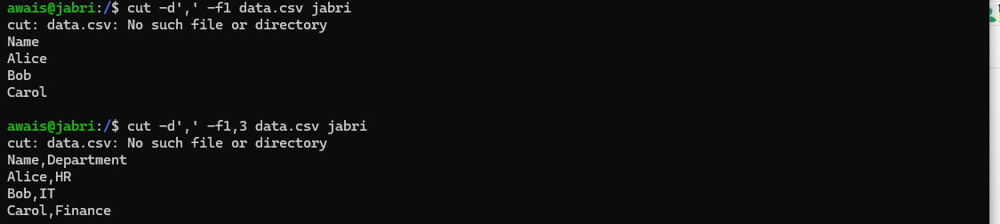 awais@jabri:/$ cut -d',' -f1 data.csv jabri
cut: data.csv: No such file or directory
Name
Alice
Bob
Carol

awais@jabri:/$ cut -d',' -f1,3 data.csv jabri
cut: data.csv: No such file or directory
Name,Department
Alice,HR
Bob,IT
Carol,Finance